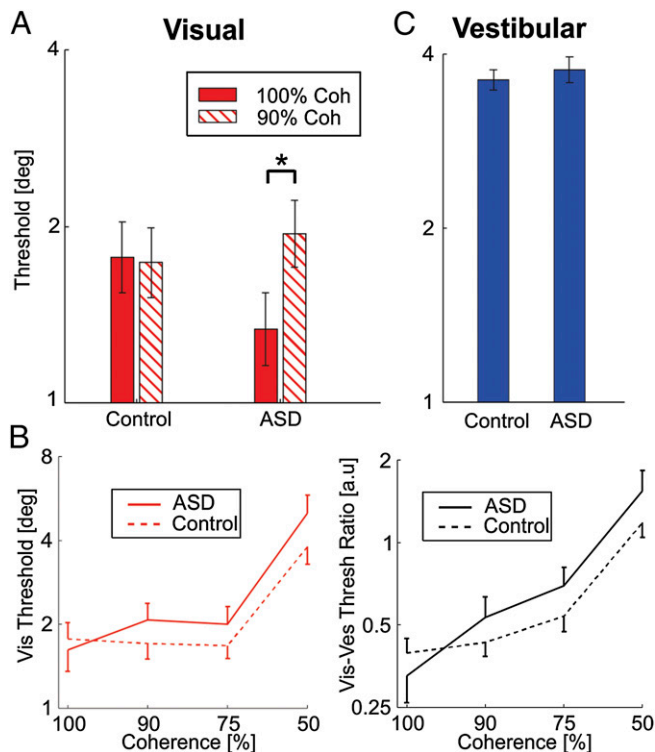 A
Visual
4
100% Coh
90% Coh
*
2
Threshold [deg]
1
Control
ASD
C
Vestibular
4
2
1
Control
ASD
B
8
ASD
Control
4
Vis Threshold [deg]
2
1
100
90
75
50
Coherence [%]
2
ASD
Control
1
Vis-Ves Thresh Ratio [a.u]
0.5
0.25
100
90
75
50
Coherence [%]